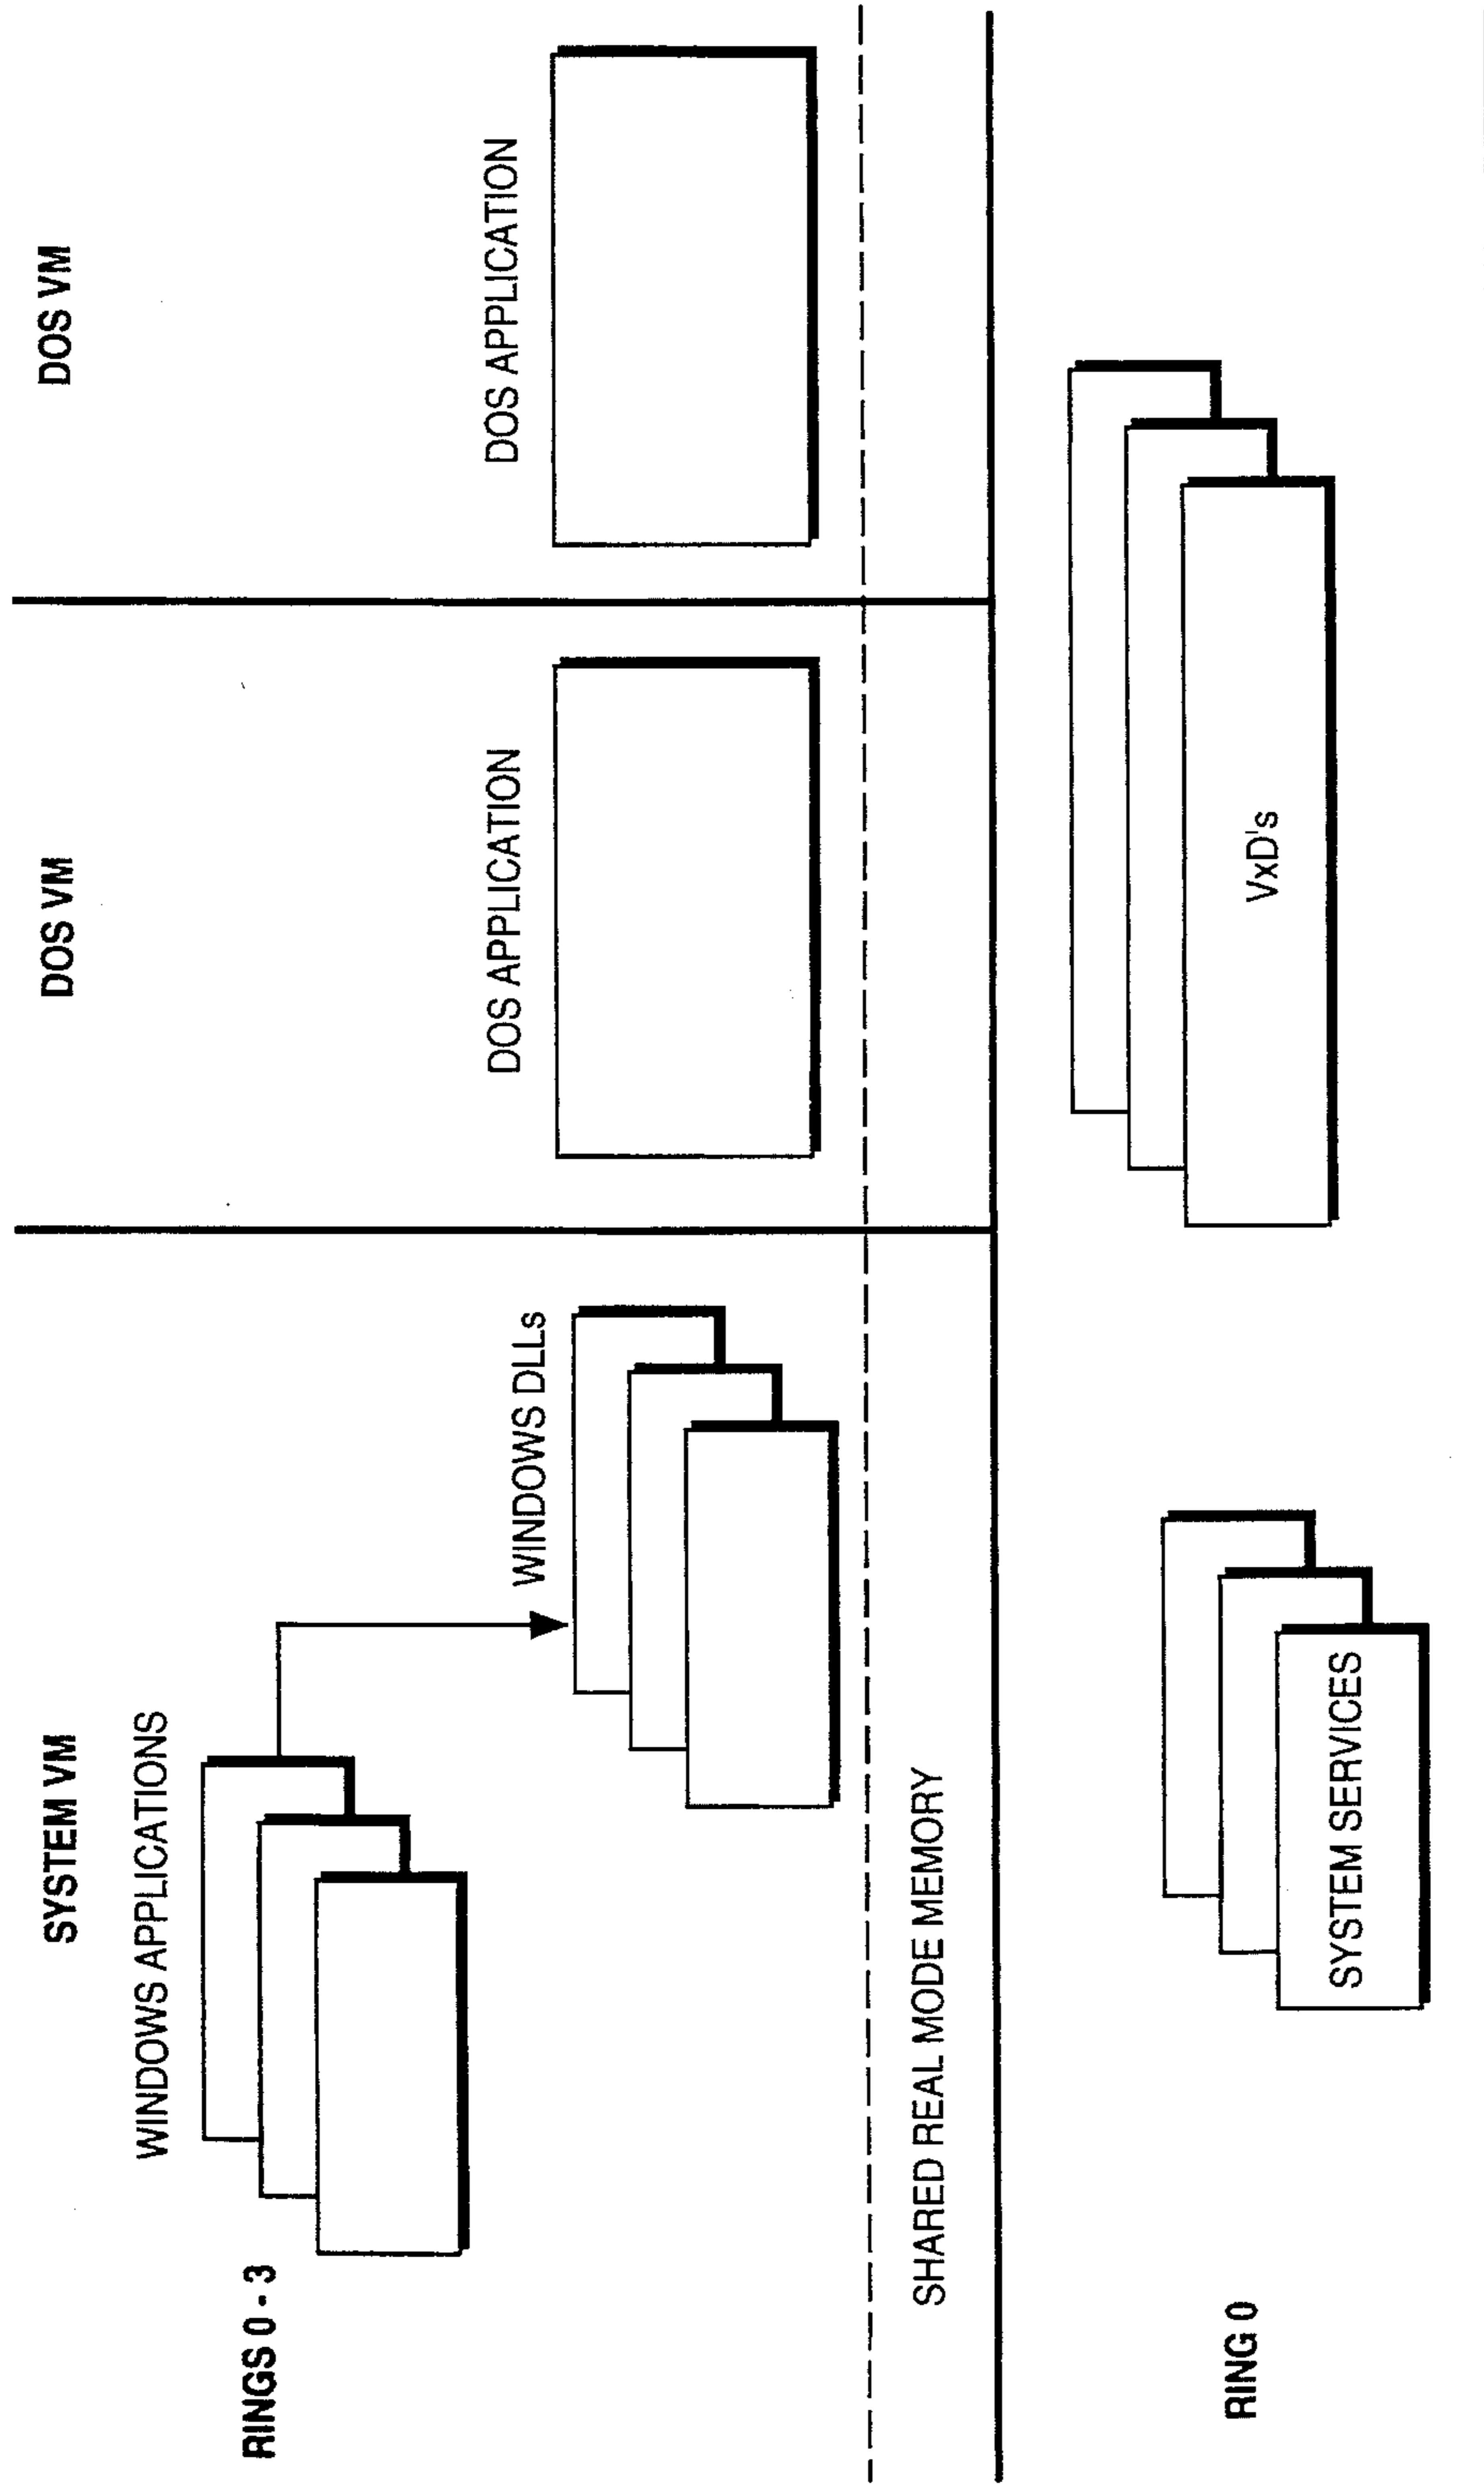 SYSTEM VM
DOS VM
DOS VM
WINDOWS APPLICATIONS
RINGS 0 - 3
WINDOWS DLLs
DOS APPLICATION
DOS APPLICATION
SHARED REAL MODE MEMORY
RING 0
SYSTEM SERVICES
VxD's